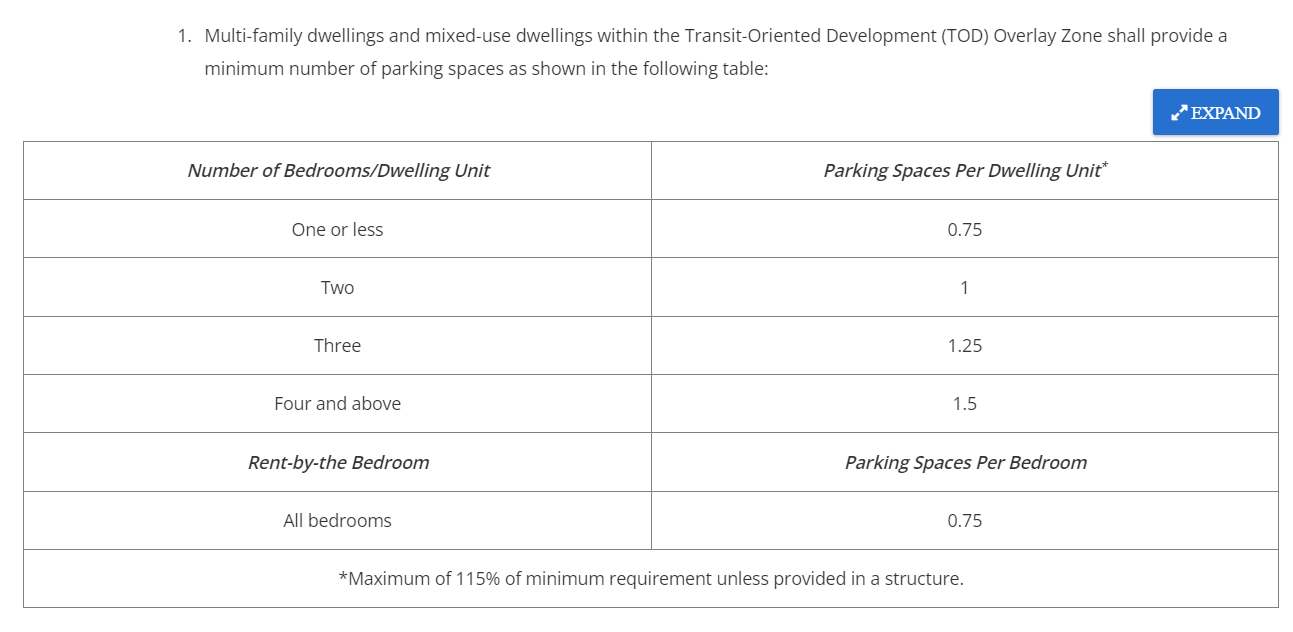 1. Multi-family dwellings and mixed-use dwellings within the Transit-Oriented Development (TOD) Overlay Zone shall provide a
minimum number of parking spaces as shown in the following table:
EXPAND
Number of Bedrooms/Dwelling Unit Parking Spaces Per Dwelling Unit*
One or less 0.75
Two 1
Three 1.25
Four and above 1.5
Rent-by-the Bedroom Parking Spaces Per Bedroom
All bedrooms 0.75
*Maximum of 115% of minimum requirement unless provided in a structure.